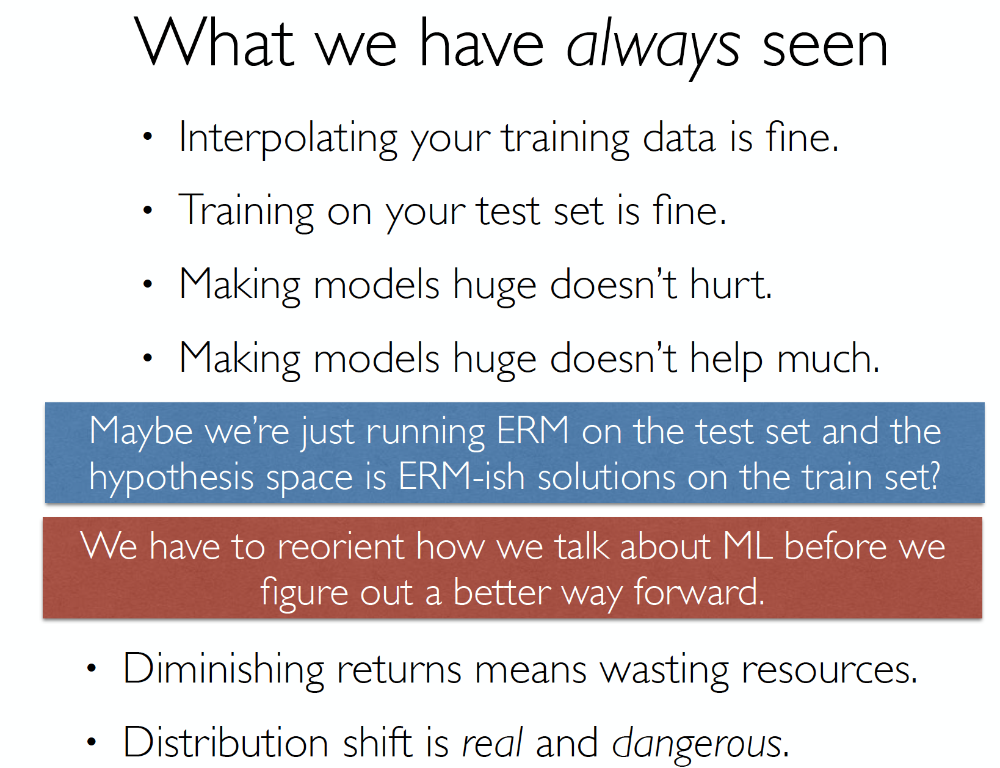 What we have always seen
• Interpolating your training data is fine.
• Training on your test set is fine.
• Making models huge doesn’t hurt.
• Making models huge doesn’t help much.
Maybe we’re just running ERM on the test set and the
hypothesis space is ERM-ish solutions on the train set?
We have to reorient how we talk about ML before we
figure out a better way forward.
• Diminishing returns means wasting resources.
• Distribution shift is real and dangerous.